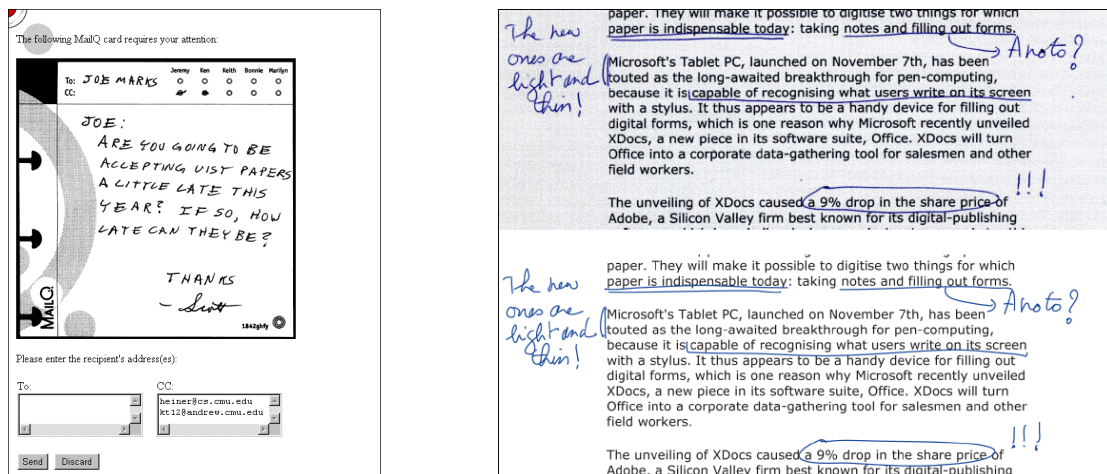 The following MailQ card requires your attention:
Jeremy Ken Keith Bonnie Marilyn
To: JOE MARKS
CC:
JOE:
ARE YOU GOING TO BE
ACCEPTING UIST PAPERS
A LITTLE LATE THIS
YEAR? IF SO, HOW
LATE CAN THEY BE?
THANKS
— Scott
MAILQ
1842ghfy
Please enter the recipient's address(es):
To: CC:
heiner@cs.cmu.edu
kt12@andrew.cmu.edu
Send Discard
paper. They will make it possible to digitise two things for which
paper is indispensable today: taking notes and filling out forms.
Anoto?
The new
ones are
light and
thin!
Microsoft's Tablet PC, launched on November 7th, has been
touted as the long-awaited breakthrough for pen-computing,
because it is capable of recognising what users write on its screen
with a stylus. It thus appears to be a handy device for filling out
digital forms, which is one reason why Microsoft recently unveiled
XDocs, a new piece in its software suite, Office. XDocs will turn
Office into a corporate data-gathering tool for salesmen and other
field workers.
!!!
The unveiling of XDocs caused a 9% drop in the share price of
Adobe, a Silicon Valley firm best known for its digital-publishing
paper. They will make it possible to digitise two things for which
paper is indispensable today: taking notes and filling out forms.
Anoto?
The new
ones are
light and
thin!
Microsoft's Tablet PC, launched on November 7th, has been
touted as the long-awaited breakthrough for pen-computing,
because it is capable of recognising what users write on its screen
with a stylus. It thus appears to be a handy device for filling out
digital forms, which is one reason why Microsoft recently unveiled
XDocs, a new piece in its software suite, Office. XDocs will turn
Office into a corporate data-gathering tool for salesmen and other
field workers.
!!!
The unveiling of XDocs caused a 9% drop in the share price of
Adobe, a Silicon Valley firm best known for its digital-publishing